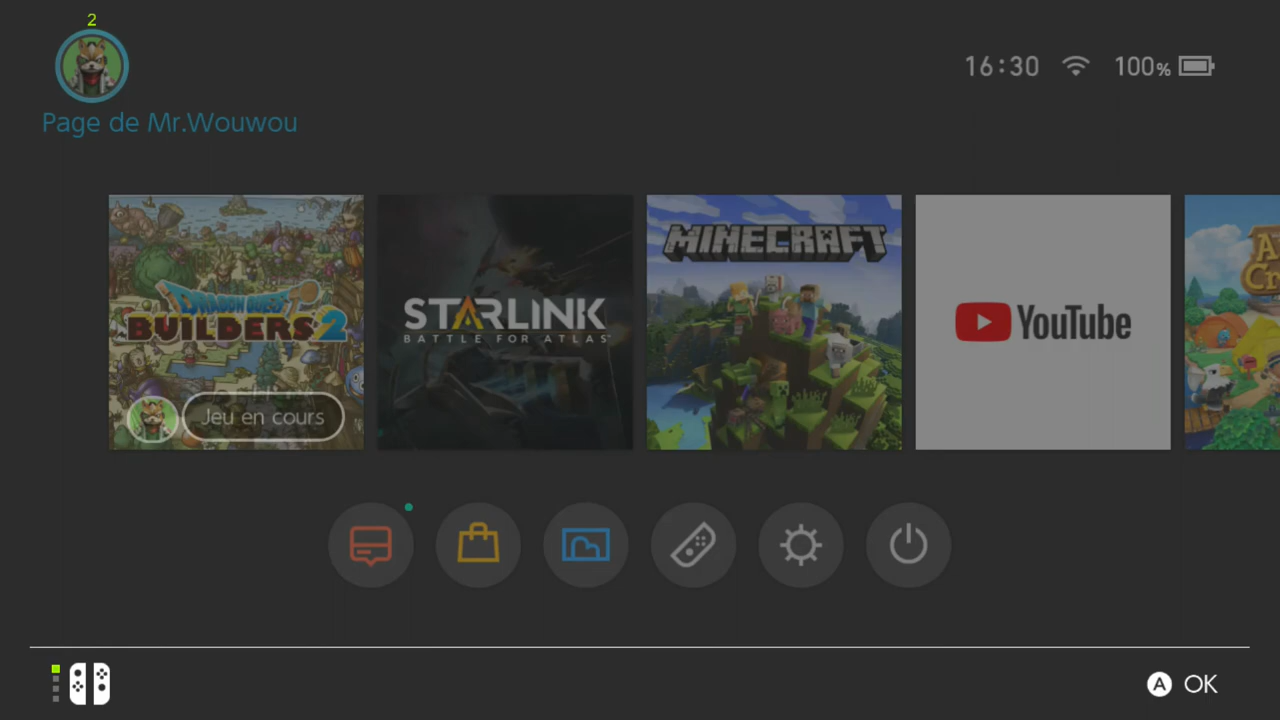 2
Page de Mr.Wouwou
16:30
100%
DRAGON QUEST
BUILDERS 2
Jeu en cours
STARLINK
BATTLE FOR ATLAS
MINECRAFT
YouTube
A
Cr
A OK